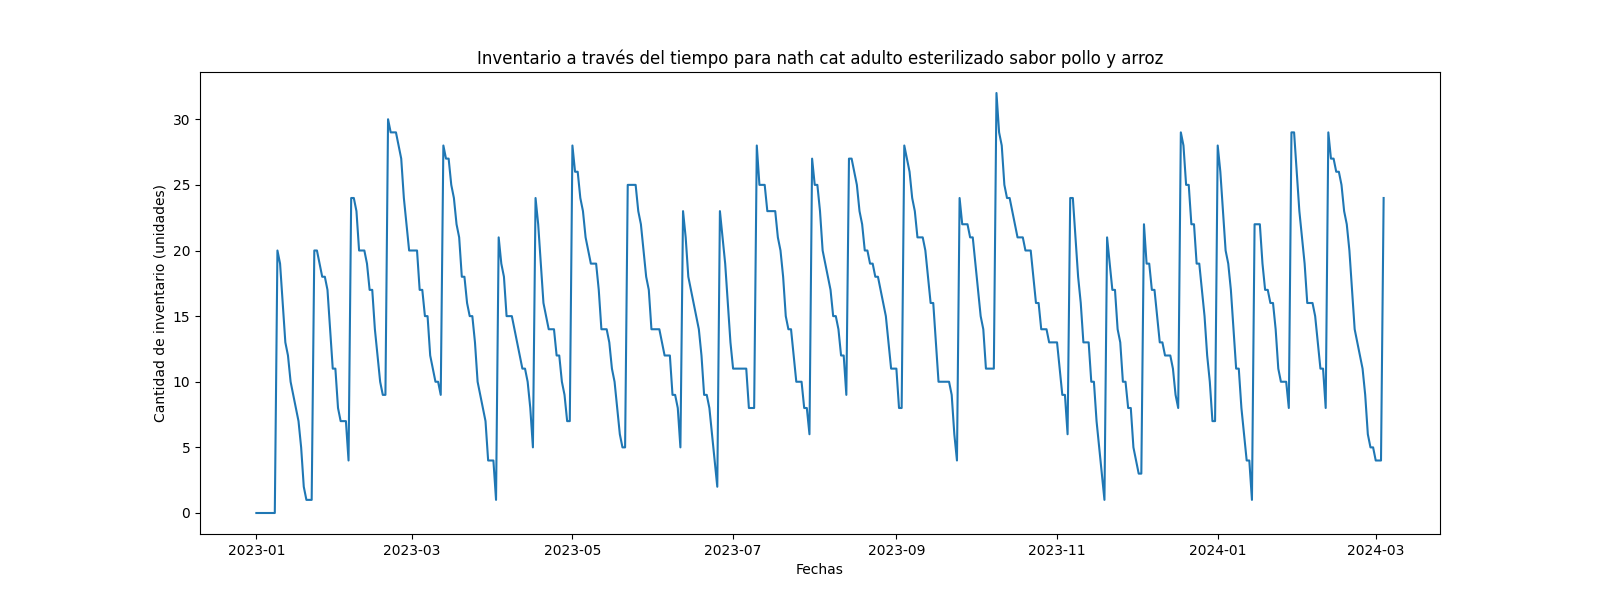 Inventario a través del tiempo para nath cat adulto esterilizado sabor pollo y arroz
Cantidad de inventario (unidades)
30
25
20
15
10
5
0
2023-01 2023-03 2023-05 2023-07 2023-09 2023-11 2024-01 2024-03
Fechas